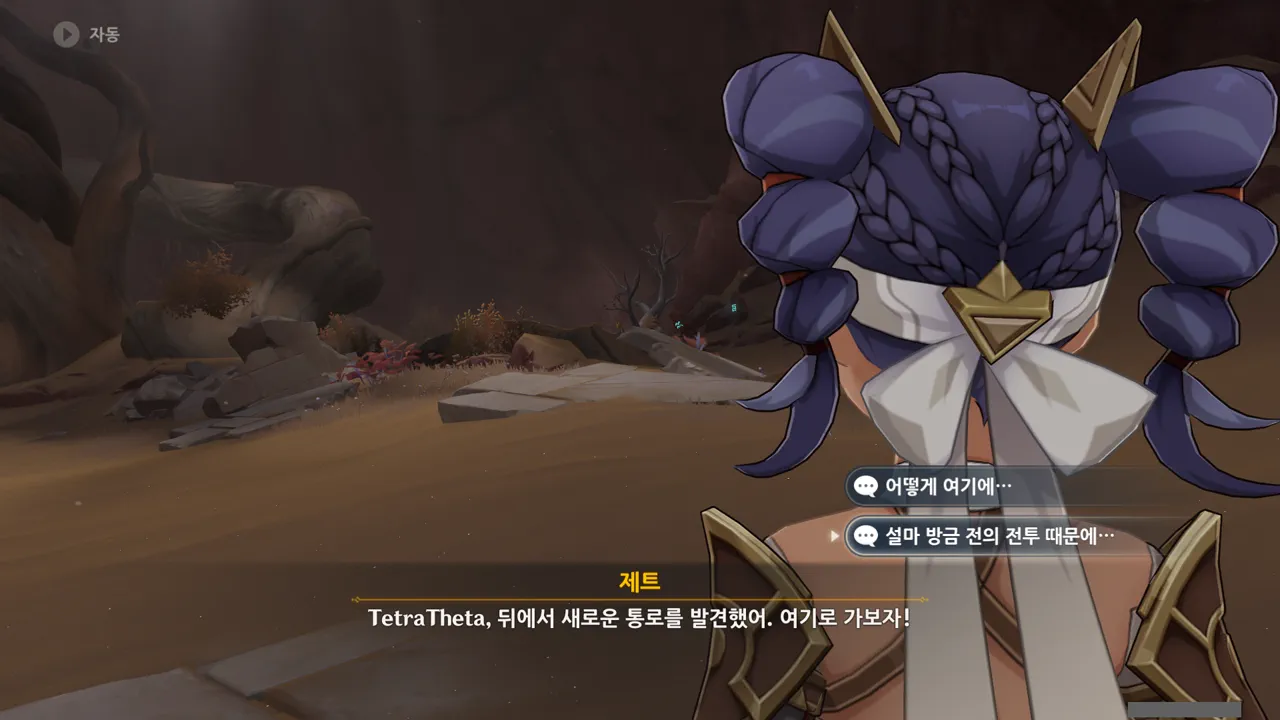 자동
어떻게 여기에…
설마 방금 전의 전투 때문에…
제트
TetraTheta, 뒤에서 새로운 통로를 발견했어. 여기로 가보자!